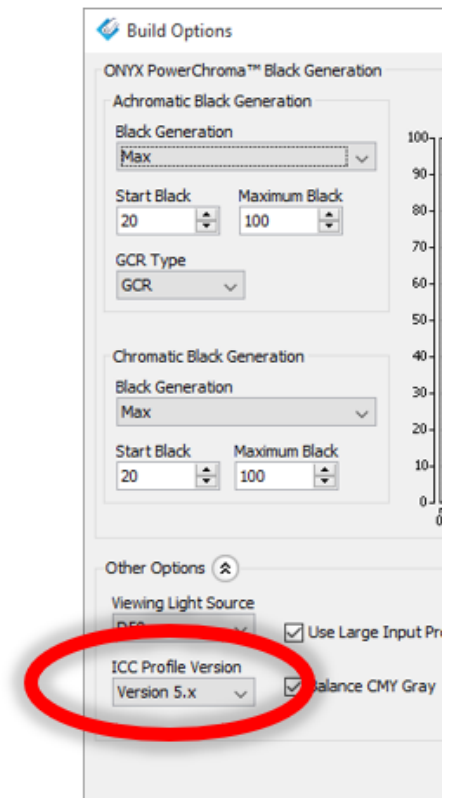 Build Options
ONYX PowerChroma™ Black Generation
Achromatic Black Generation
Black Generation
Max
Start Black Maximum Black
20 100
GCR Type
GCR
100
90
80
70
60
50
40
30
20
10
0
Chromatic Black Generation
Black Generation
Max
Start Black Maximum Black
20 100
Other Options
Viewing Light Source
Use Large Input Pr
ICC Profile Version
Version 5.x
Balance CMY Gray